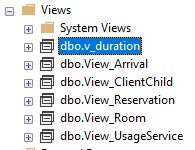 Views
System Views
dbo.v_duration
dbo.View_Arrival
dbo.View_ClientChild
dbo.View_Reservation
dbo.View_Room
dbo.View_UsageService